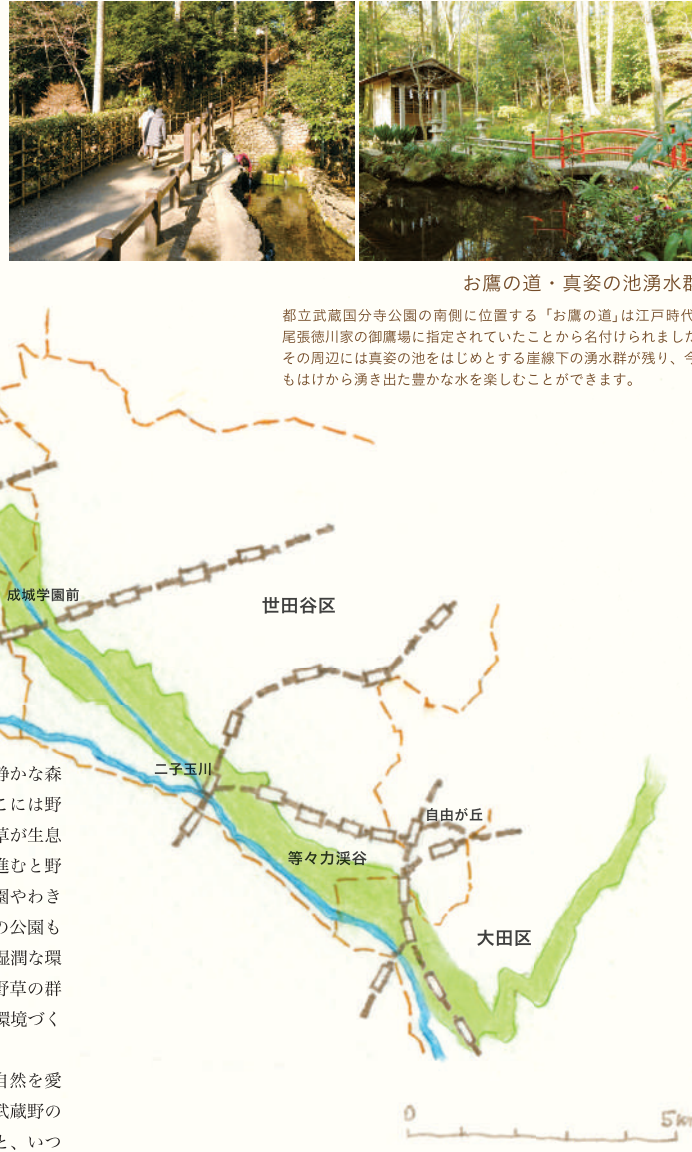 お鷹の道・真姿の池湧水群
都立武蔵国分寺公園の南側に位置する「お鷹の道」は江戸時代
尾張徳川家の御鷹場に指定されていたことから名付けられました
その周辺には真姿の池をはじめとする崖線下の湧水群が残り、今
もはけから湧き出た豊かな水を楽しむことができます。
成城学園前
世田谷区
二子玉川
自由が丘
等々力渓谷
大田区
静かな森
こには野
草が生息
進むと野
園やわき
の公園も
湿潤な環
野草の群
環境づく
自然を愛
武蔵野の
と、いつ
0
5km